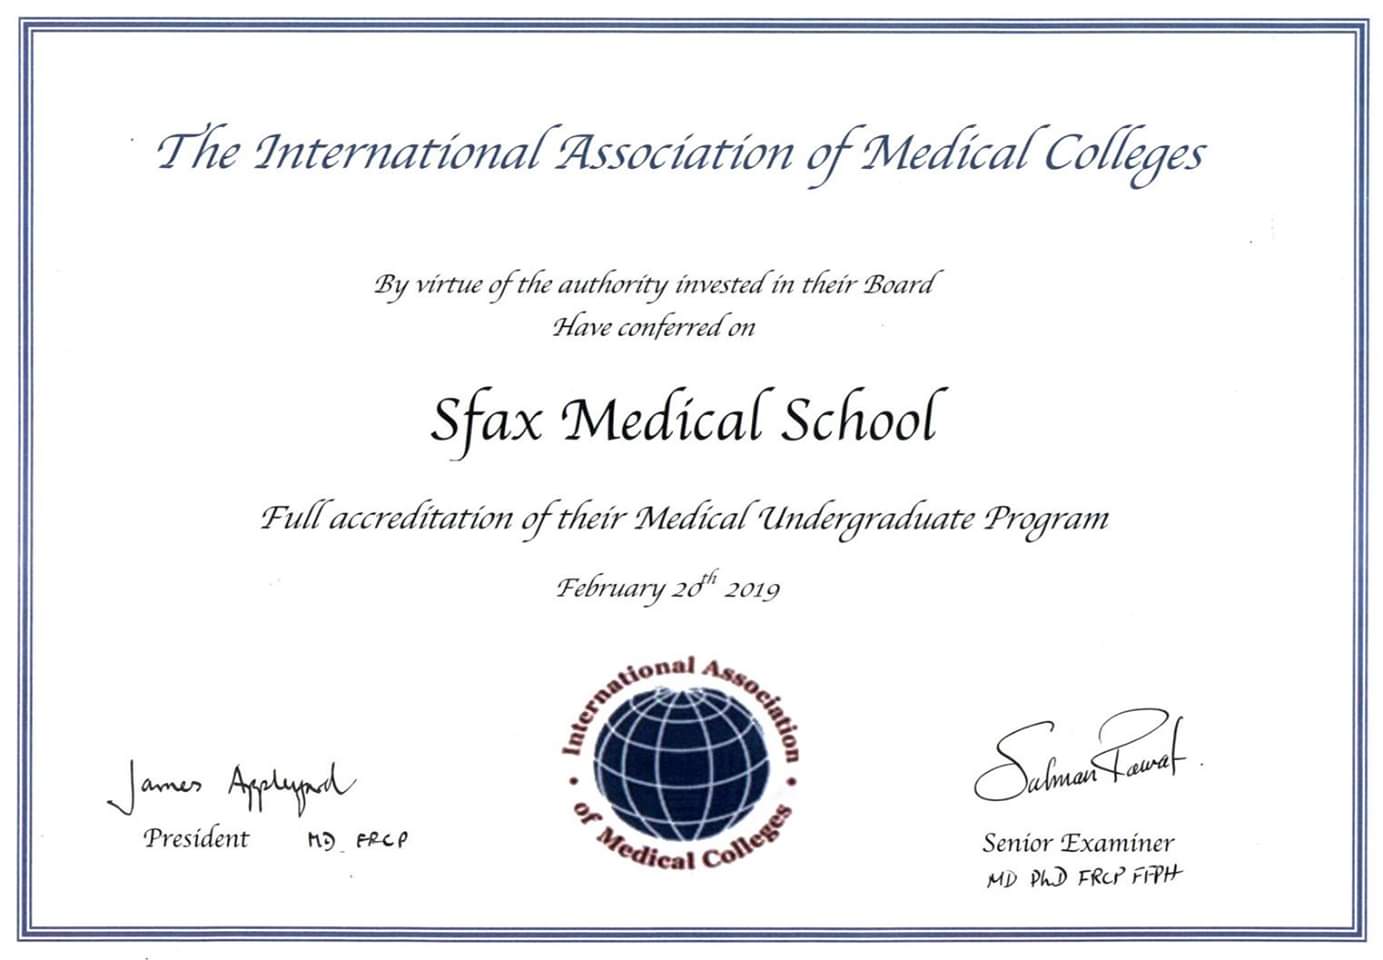 The International Association of Medical Colleges
By virtue of the authority invested in their Board
Have conferred on
Sfax Medical School
Full accreditation of their Medical Undergraduate Program
February 20th 2019
International Association
of Medical Colleges
James Appleyard
President MD FRCP
Salman Rawaf
Senior Examiner
MD PhD FRCP FFPH